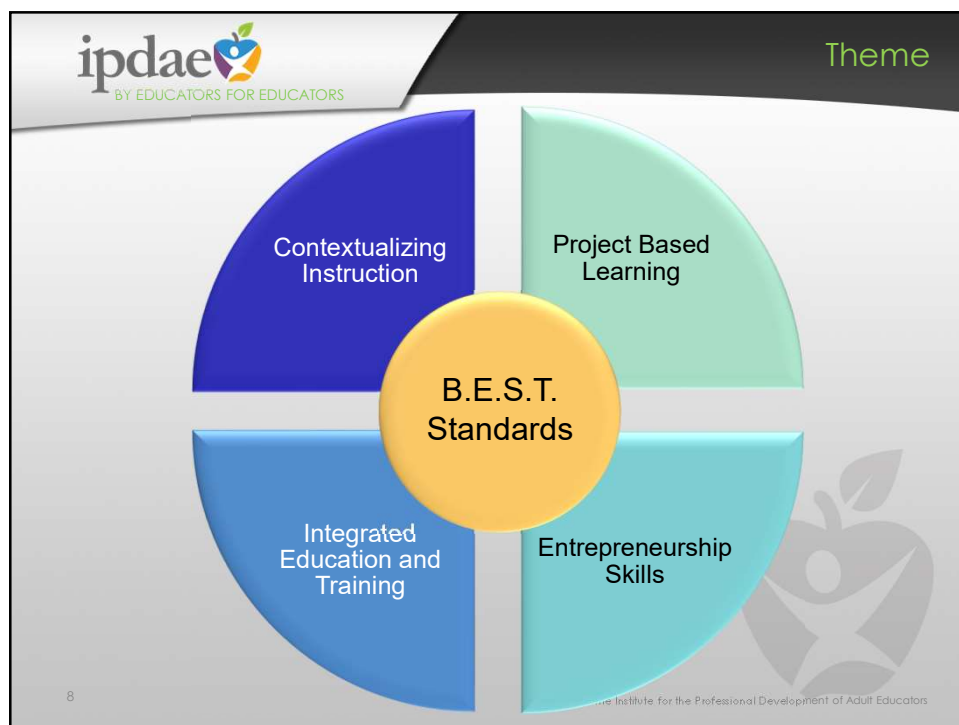 ipdae
BY EDUCATORS FOR EDUCATORS
Theme
Contextualizing
Instruction
Project Based
Learning
B.E.S.T.
Standards
Integrated
Education and
Training
Entrepreneurship
Skills
8
Institute for the Professional Development of Adult Educators